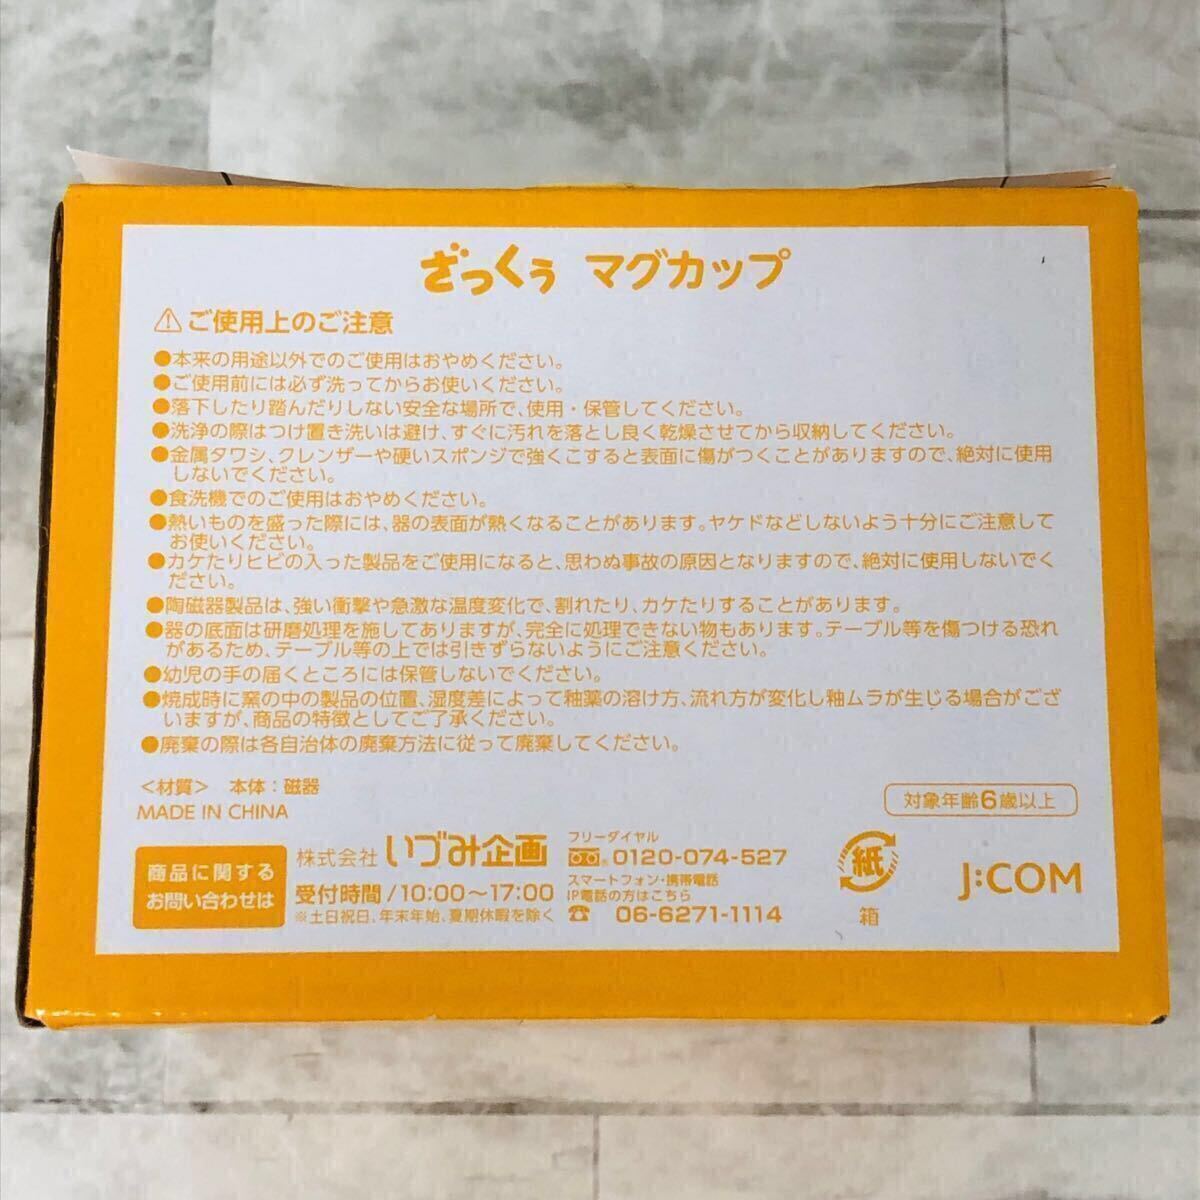 ざっくぅ マグカップ
⚠ご使用上のご注意
●本来の用途以外でのご使用はおやめください。
●ご使用前には必ず洗ってからお使いください。
●落下したり踏んだりしない安全な場所で、使用・保管してください。
●洗浄の際はつけ置き洗いは避け、すぐに汚れを落とし良く乾燥させてから収納してください。
●金属タワシ、クレンザーや硬いスポンジで強くこすると表面に傷がつくことがありますので、絶対に使用
しないでください。
●食洗機でのご使用はおやめください。
●熱いものを盛った際には、器の表面が熱くなることがあります。ヤケドなどしないよう十分にご注意して
お使いください。
●カケたりヒビの入った製品をご使用になると、思わぬ事故の原因となりますので、絶対に使用しないでく
ださい。
●陶磁器製品は、強い衝撃や急激な温度変化で、割れたり、カケたりすることがあります。
●器の底面は研磨処理を施してありますが、完全に処理できない物もあります。テーブル等を傷つける恐れ
があるため、テーブル等の上では引きずらないようにご注意ください。
●幼児の手の届くところには保管しないでください。
●焼成時に窯の中の製品の位置、湿度差によって釉薬の溶け方、流れ方が変化し釉ムラが生じる場合がござ
いますが、商品の特徴としてご了承ください。
●廃棄の際は各自治体の廃棄方法に従って廃棄してください。
＜材質＞ 本体：磁器
MADE IN CHINA
対象年齢6歳以上
商品に関する
お問い合わせは
株式会社 いづみ企画
受付時間/10:00～17:00
※土日祝日、年末年始、夏期休暇を除く
フリーダイヤル
0120-074-527
スマートフォン・携帯電話
IP電話の方はこちら
☎ 06-6271-1114
紙
箱
J:COM